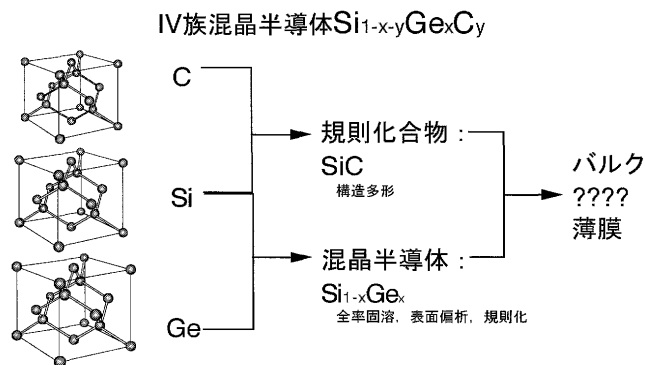 IV族混晶半導体Si1-x-yGexCy
C
規則化合物：
SiC
構造多形
Si
バルク
????
薄膜
混晶半導体：
Si1-xGex
全率固溶，表面偏析，規則化
Ge